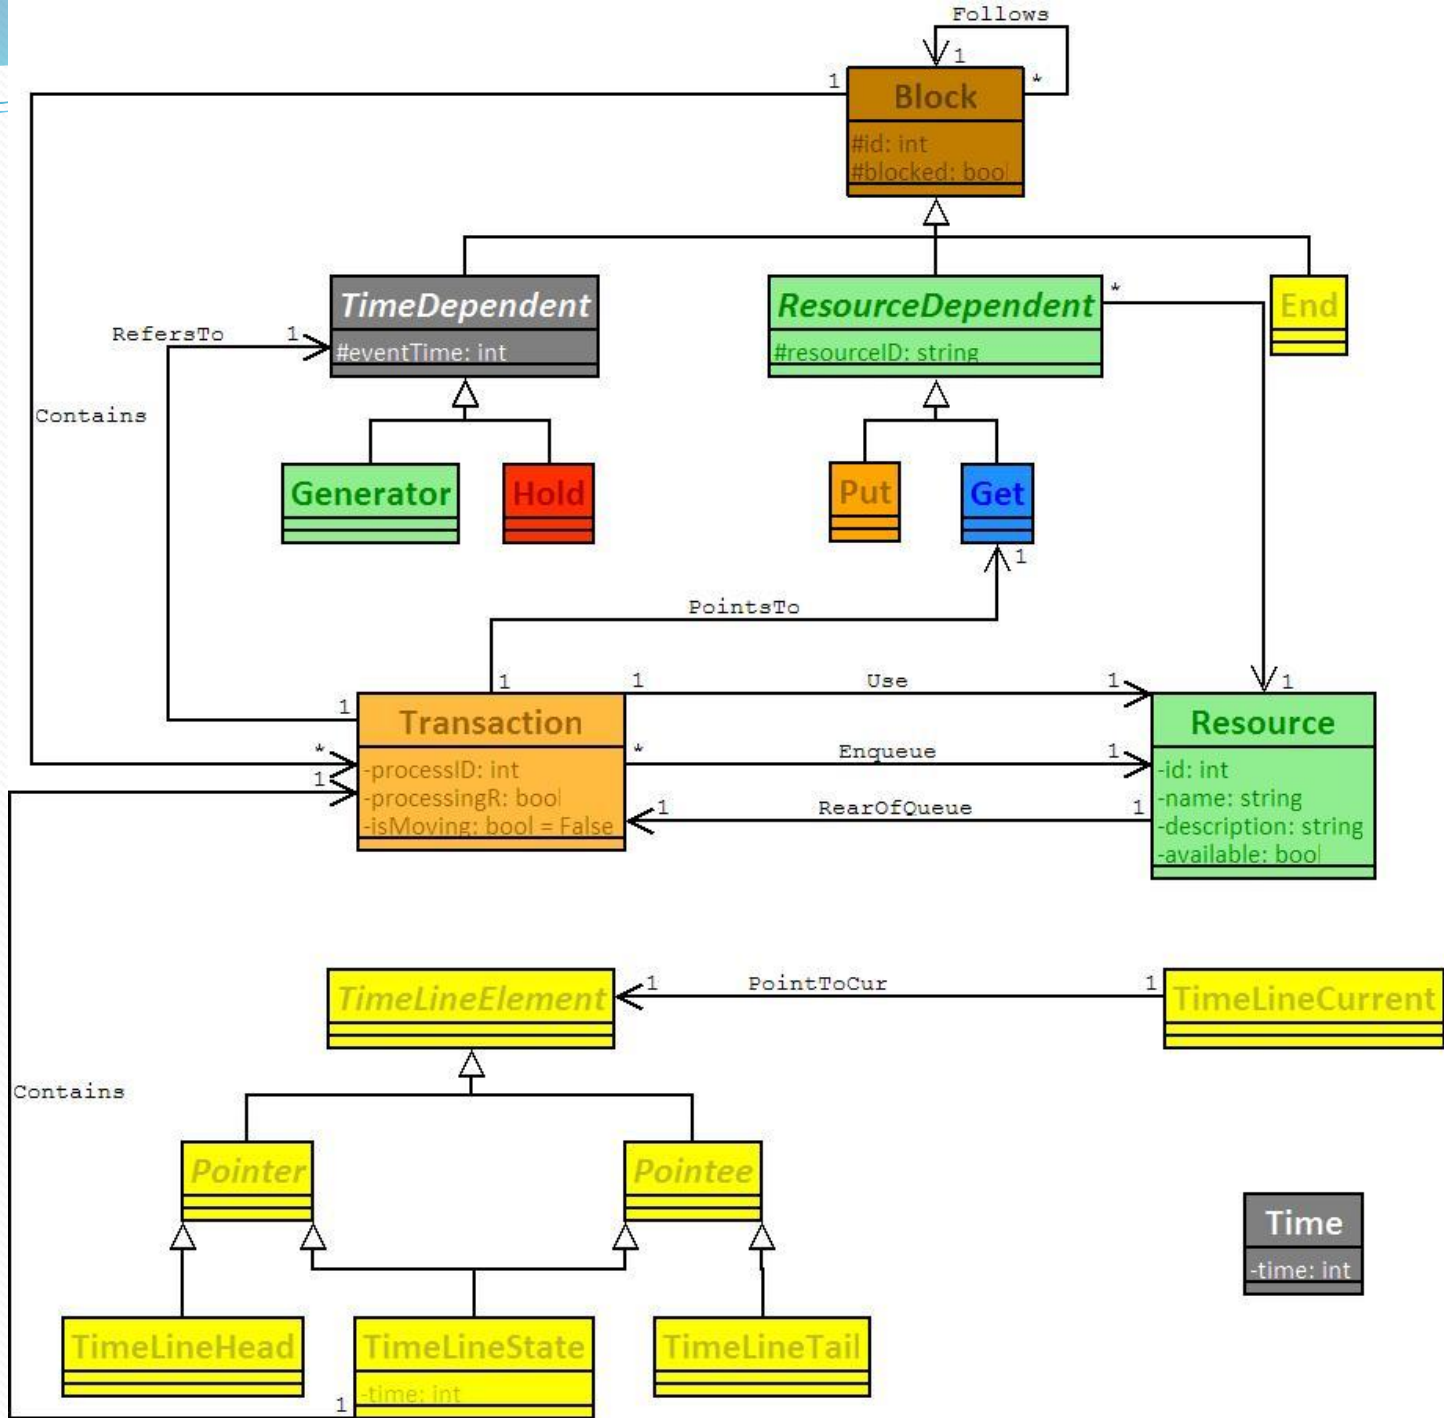 Follows
1
1
*
Block
#id: int
#blocked: bool
TimeDependent
#eventTime: int
ResourceDependent
#resourceID: string
*
End
RefersTo
1
Contains
Generator
Hold
Put
Get
1
PointsTo
1
1
Use
1
1
1
Transaction
-processID: int
-processingR: bool
-isMoving: bool = False
*
1
*
Enqueue
1
1
RearOfQueue
1
Resource
-id: int
-name: string
-description: string
-available: bool
TimeLineElement
1
PointToCur
1
TimeLineCurrent
Contains
Pointer
Pointee
Time
-time: int
TimeLineHead
TimeLineState
-time: int
TimeLineTail
1